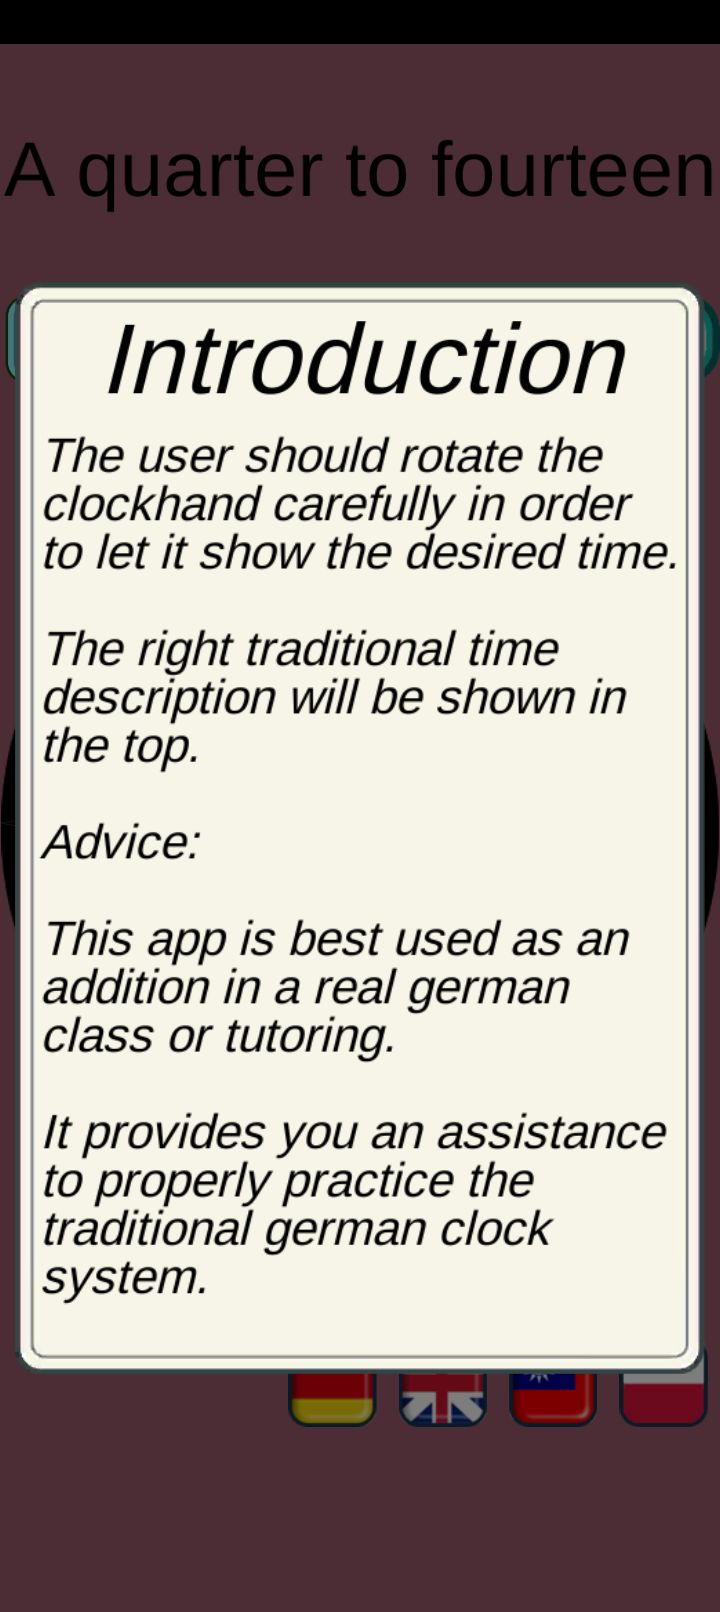 A quarter to fourteen
Introduction
The user should rotate the
clockhand carefully in order
to let it show the desired time.
The right traditional time
description will be shown in
the top.
Advice:
This app is best used as an
addition in a real german
class or tutoring.
It provides you an assistance
to properly practice the
traditional german clock
system.